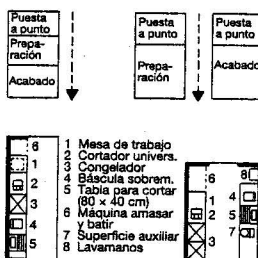 Puesta
a punto
Prepa-
ración
Acabado
Puesta
a punto
Prepa-
ración
Puesta
a punto
Acabado
6
1
2
3
4
5
1 Mesa de trabajo
2 Cortador univers.
3 Congelador
4 Báscula sobrem.
5 Tabla para cortar
(80 × 40 cm)
6 Máquina amasar
y batir
7 Superficie auxiliar
8 Lavamanos
6
1
2
3
8
4
5
7